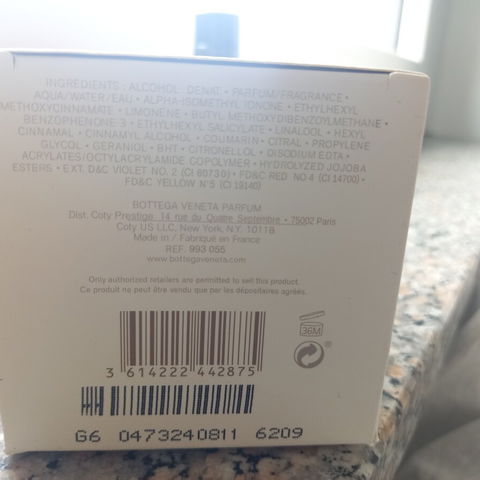 INGREDIENTS : ALCOHOL DENAT • PARFUM/FRAGRANCE •
AQUA/WATER/EAU • ALPHA-ISOMETHYL IONONE • ETHYLHEXYL
METHOXYCINNAMATE • LIMONENE • BUTYL METHOXYDIBENZOYLMETHANE •
BENZOPHENONE-3 • ETHYLHEXYL SALICYLATE • LINALOOL • HEXYL
CINNAMAL • CINNAMYL ALCOHOL • COUMARIN • CITRAL • PROPYLENE
GLYCOL • GERANIOL • BHT • CITRONELLOL • DISODIUM EDTA •
ACRYLATES/OCTYLACRYLAMIDE COPOLYMER • HYDROLYZED JOJOBA
ESTERS • EXT. D&C VIOLET NO. 2 (CI 60730) • FD&C RED NO 4 (CI 14700) •
FD&C YELLOW N°5 (CI 19140)
BOTTEGA VENETA PARFUM
Dist. Coty Prestige, 14 rue du Quatre Septembre • 75002 Paris
Coty US LLC, New York, N.Y. 10118
Made in / Fabriqué en France
REF. 993 055
www.bottegaveneta.com
Only authorized retailers are permitted to sell this product.
Ce produit ne peut être vendu que par les dépositaires agréés.
36M
3 614222 442875
G6 0473240811 6209